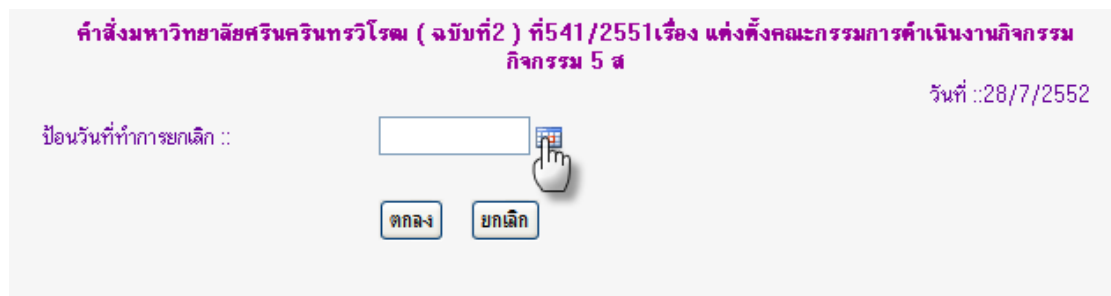 คำสั่งมหาวิทยาลัยศรีนครินทรวิโรฒ ( ฉบับที่2 ) ที่541/2551เรื่อง แต่งตั้งคณะกรรมการดำเนินงานกิจกรรม
กิจกรรม 5 ส
วันที่ ::28/7/2552
ป้อนวันที่ทำการยกเลิก ::
ตกลง ยกเลิก